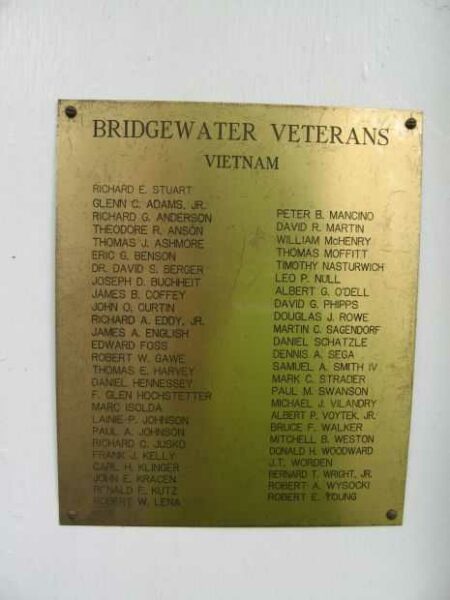 BRIDGEWATER VETERANS
VIETNAM
RICHARD E. STUART
GLENN C. ADAMS, JR.
RICHARD G. ANDERSON
THEODORE R. ANSON
THOMAS J. ASHMORE
ERIC G. BENSON
DR. DAVID S. BERGER
JOSEPH D. BUCHHEIT
JAMES B. COFFEY
JOHN O. CURTIN
RICHARD A. EDDY, JR.
JAMES A. ENGLISH
EDWARD FOSS
ROBERT W. GAWE
THOMAS E. HARVEY
DANIEL HENNESSEY
F. GLEN HOCHSTETTER
MARC ISOLDA
LAINIE P. JOHNSON
PAUL A. JOHNSON
RICHARD C. JUSKO
FRANK J. KELLY
CARL H. KLINGER
JOHN E. KRACEN
RONALD E. KUTZ
ROBERT W. LENA
PETER B. MANCINO
DAVID R. MARTIN
WILLIAM McHENRY
THOMAS MOFFITT
TIMOTHY NASTURWICH
LEO P. NULL
ALBERT G. O'DELL
DAVID G. PHIPPS
DOUGLAS J. ROWE
MARTIN C. SAGENDORF
DANIEL SCHATZLE
DENNIS A. SEGA
SAMUEL A. SMITH IV
MARK C. STRADER
PAUL M. SWANSON
MICHAEL J. VILANDRY
ALBERT P. VOYTEK, JR.
BRUCE F. WALKER
MITCHELL B. WESTON
DONALD H. WOODWARD
J.T. WORDEN
BERNARD T. WRIGHT, JR.
ROBERT A. WYSOCKI
ROBERT E. YOUNG